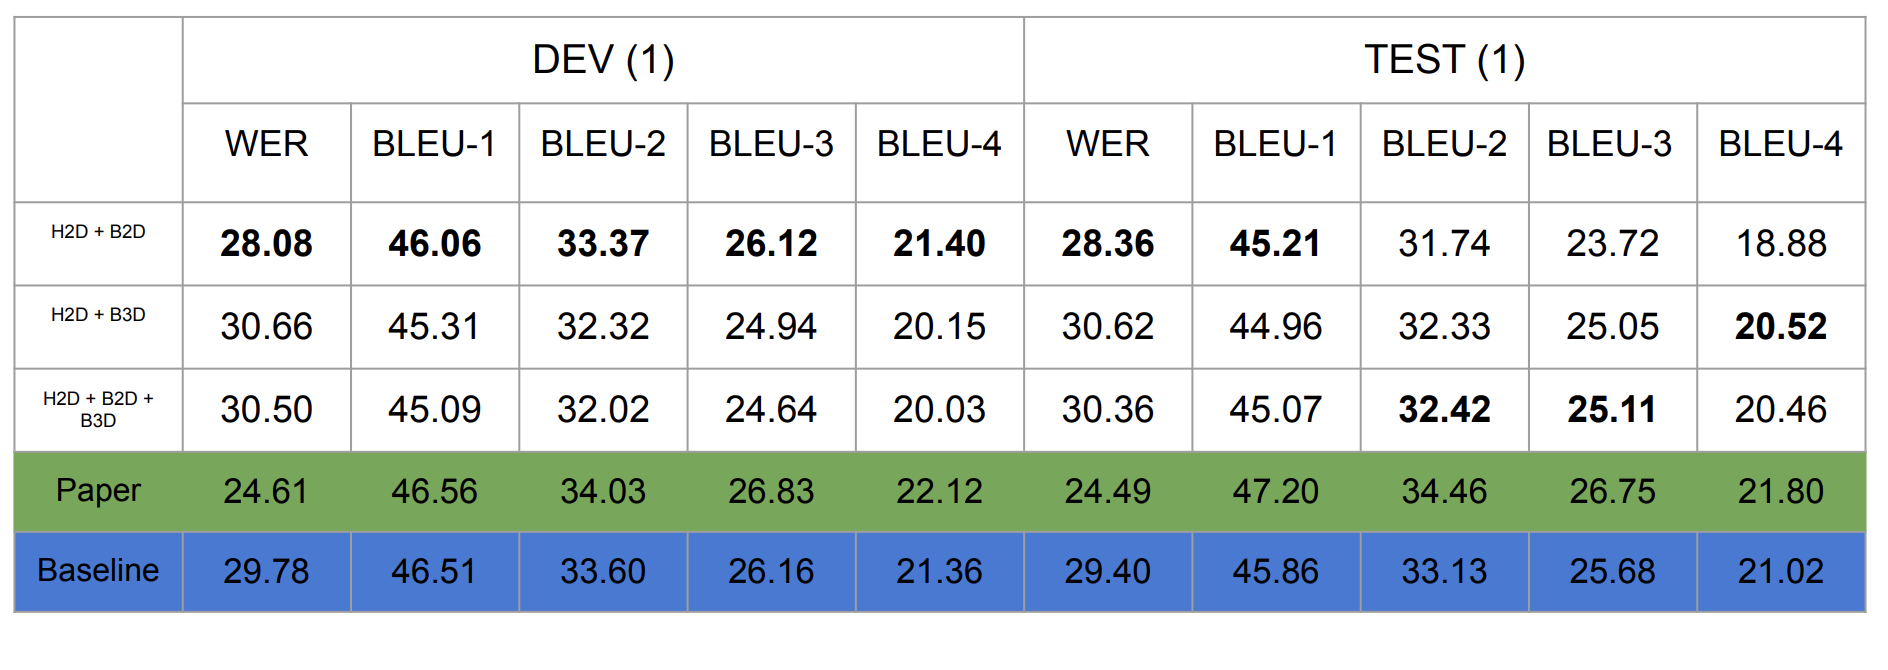 DEV (1) TEST (1)
WER BLEU-1 BLEU-2 BLEU-3 BLEU-4 WER BLEU-1 BLEU-2 BLEU-3 BLEU-4
H2D + B2D 28.08 46.06 33.37 26.12 21.40 28.36 45.21 31.74 23.72 18.88
H2D + B3D 30.66 45.31 32.32 24.94 20.15 30.62 44.96 32.33 25.05 20.52
H2D + B2D +
B3D 30.50 45.09 32.02 24.64 20.03 30.36 45.07 32.42 25.11 20.46
Paper 24.61 46.56 34.03 26.83 22.12 24.49 47.20 34.46 26.75 21.80
Baseline 29.78 46.51 33.60 26.16 21.36 29.40 45.86 33.13 25.68 21.02